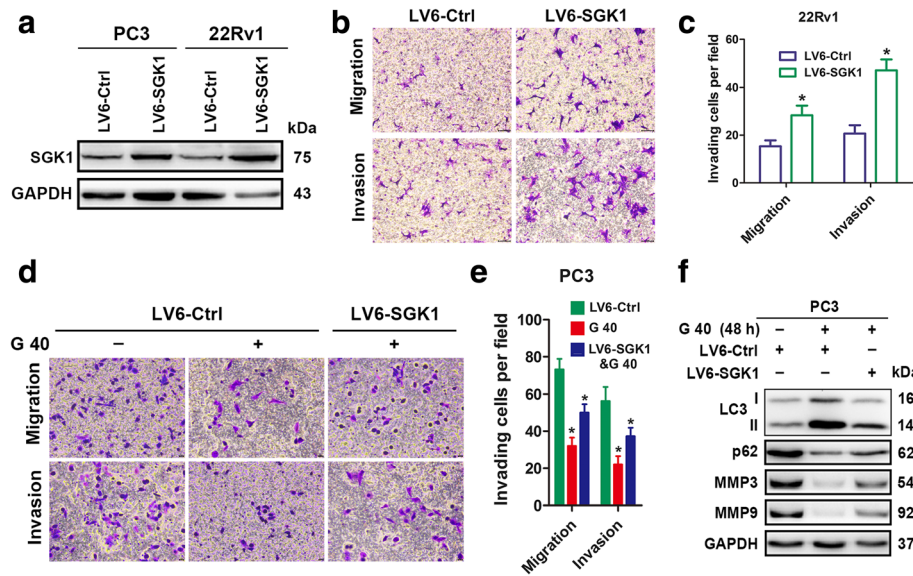 a
PC3 22Rv1
LV6-Ctrl LV6-SGK1 LV6-Ctrl LV6-SGK1
kDa
SGK1 75
GAPDH 43
b
LV6-Ctrl LV6-SGK1
Migration
Invasion
c
22Rv1
LV6-Ctrl
LV6-SGK1
Invading cells per field
60
40
20
0
* *
Migration Invasion
d
LV6-Ctrl LV6-SGK1
G 40 – + +
Migration
Invasion
e
PC3
LV6-Ctrl
G 40
LV6-SGK1
&G 40
Invading cells per field
100
80
60
40
20
0
* * * *
Migration Invasion
f
PC3
G 40 (48 h) – + +
LV6-Ctrl + + –
LV6-SGK1 – – + kDa
LC3 I 16
II 14
p62 62
MMP3 54
MMP9 92
GAPDH 37